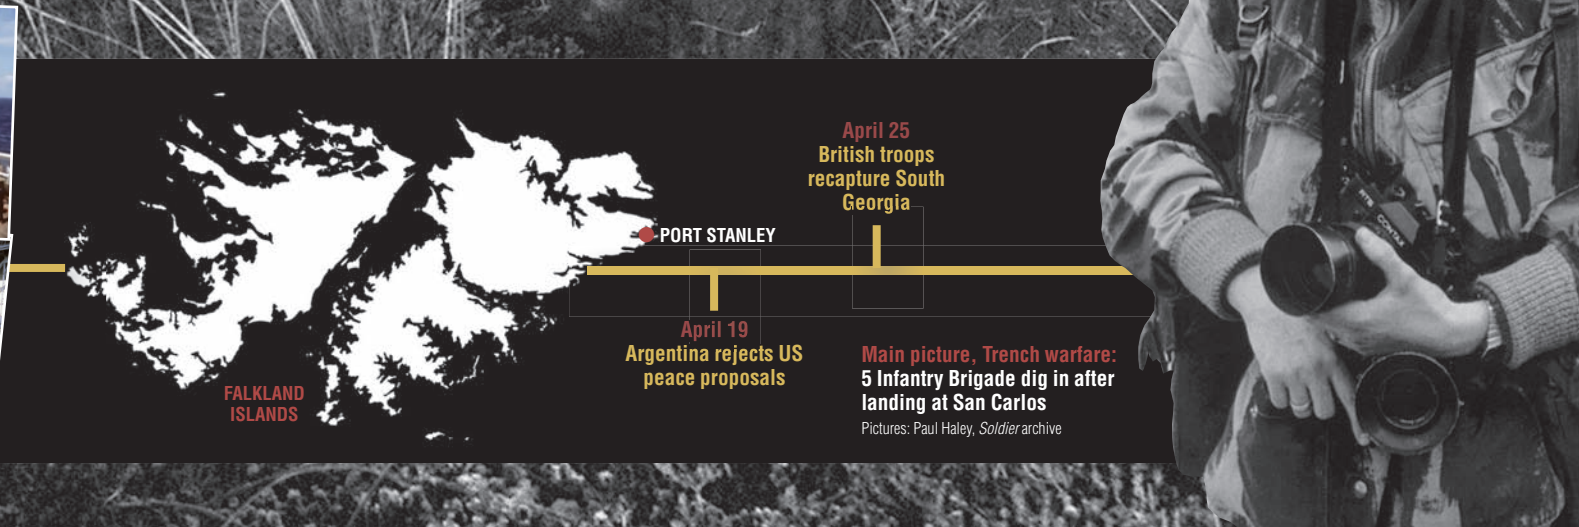 April 25
British troops
recapture South
Georgia
PORT STANLEY
April 19
Argentina rejects US
peace proposals
FALKLAND
ISLANDS
Main picture, Trench warfare:
5 Infantry Brigade dig in after
landing at San Carlos
Pictures: Paul Haley, Soldier archive
RTS
CONTAX